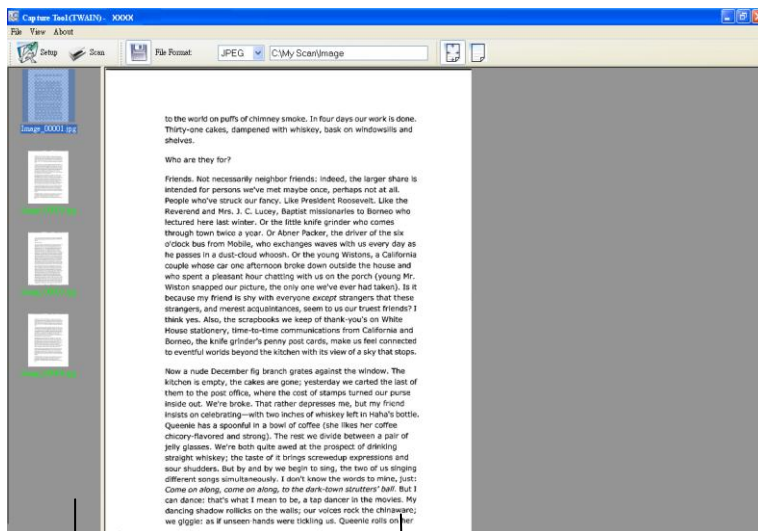 Capture Tool(TWAIN) - XXXX
File View About
Setup Scan File Format: JPEG C:\My Scan\Image
Image_00001.jpg
to the world on puffs of chimney smoke. In four days our work is done.
Thirty-one cakes, dampened with whiskey, bask on windowsills and
shelves.
Who are they for?
Friends. Not necessarily neighbor friends: indeed, the larger share is
intended for persons we've met maybe once, perhaps not at all.
People who've struck our fancy. Like President Roosevelt. Like the
Reverend and Mrs. J. C. Lucey, Baptist missionaries to Borneo who
lectured here last winter. Or the little knife grinder who comes
through town twice a year. Or Abner Packer, the driver of the six
o'clock bus from Mobile, who exchanges waves with us every day as
he passes in a dust-cloud whoosh. Or the young Wistons, a California
couple whose car one afternoon broke down outside the house and
who spent a pleasant hour chatting with us on the porch (young Mr.
Wiston snapped our picture, the only one we've ever had taken). Is it
because my friend is shy with everyone except strangers that these
strangers, and merest acquaintances, seem to us our truest friends? I
think yes. Also, the scrapbooks we keep of thank-you's on White
House stationery, time-to-time communications from California and
Borneo, the knife grinder's penny post cards, make us feel connected
to eventful worlds beyond the kitchen with its view of a sky that stops.
Now a nude December fig branch grates against the window. The
kitchen is empty, the cakes are gone; yesterday we carted the last of
them to the post office, where the cost of stamps turned our purse
inside out. We're broke. That rather depresses me, but my friend
insists on celebrating—with two inches of whiskey left in Haha's bottle.
Queenie has a spoonful in a bowl of coffee (she likes her coffee
chicory-flavored and strong). The rest we divide between a pair of
jelly glasses. We're both quite awed at the prospect of drinking
straight whiskey; the taste of it brings screwedup expressions and
sour shudders. But by and by we begin to sing, the two of us singing
different songs simultaneously. I don't know the words to mine, just:
Come on along, come on along, to the dark-town strutters' ball. But I
can dance: that's what I mean to be, a tap dancer in the movies. My
dancing shadow rollicks on the walls; our voices rock the chinaware;
we giggle: as if unseen hands were tickling us. Queenie rolls on her